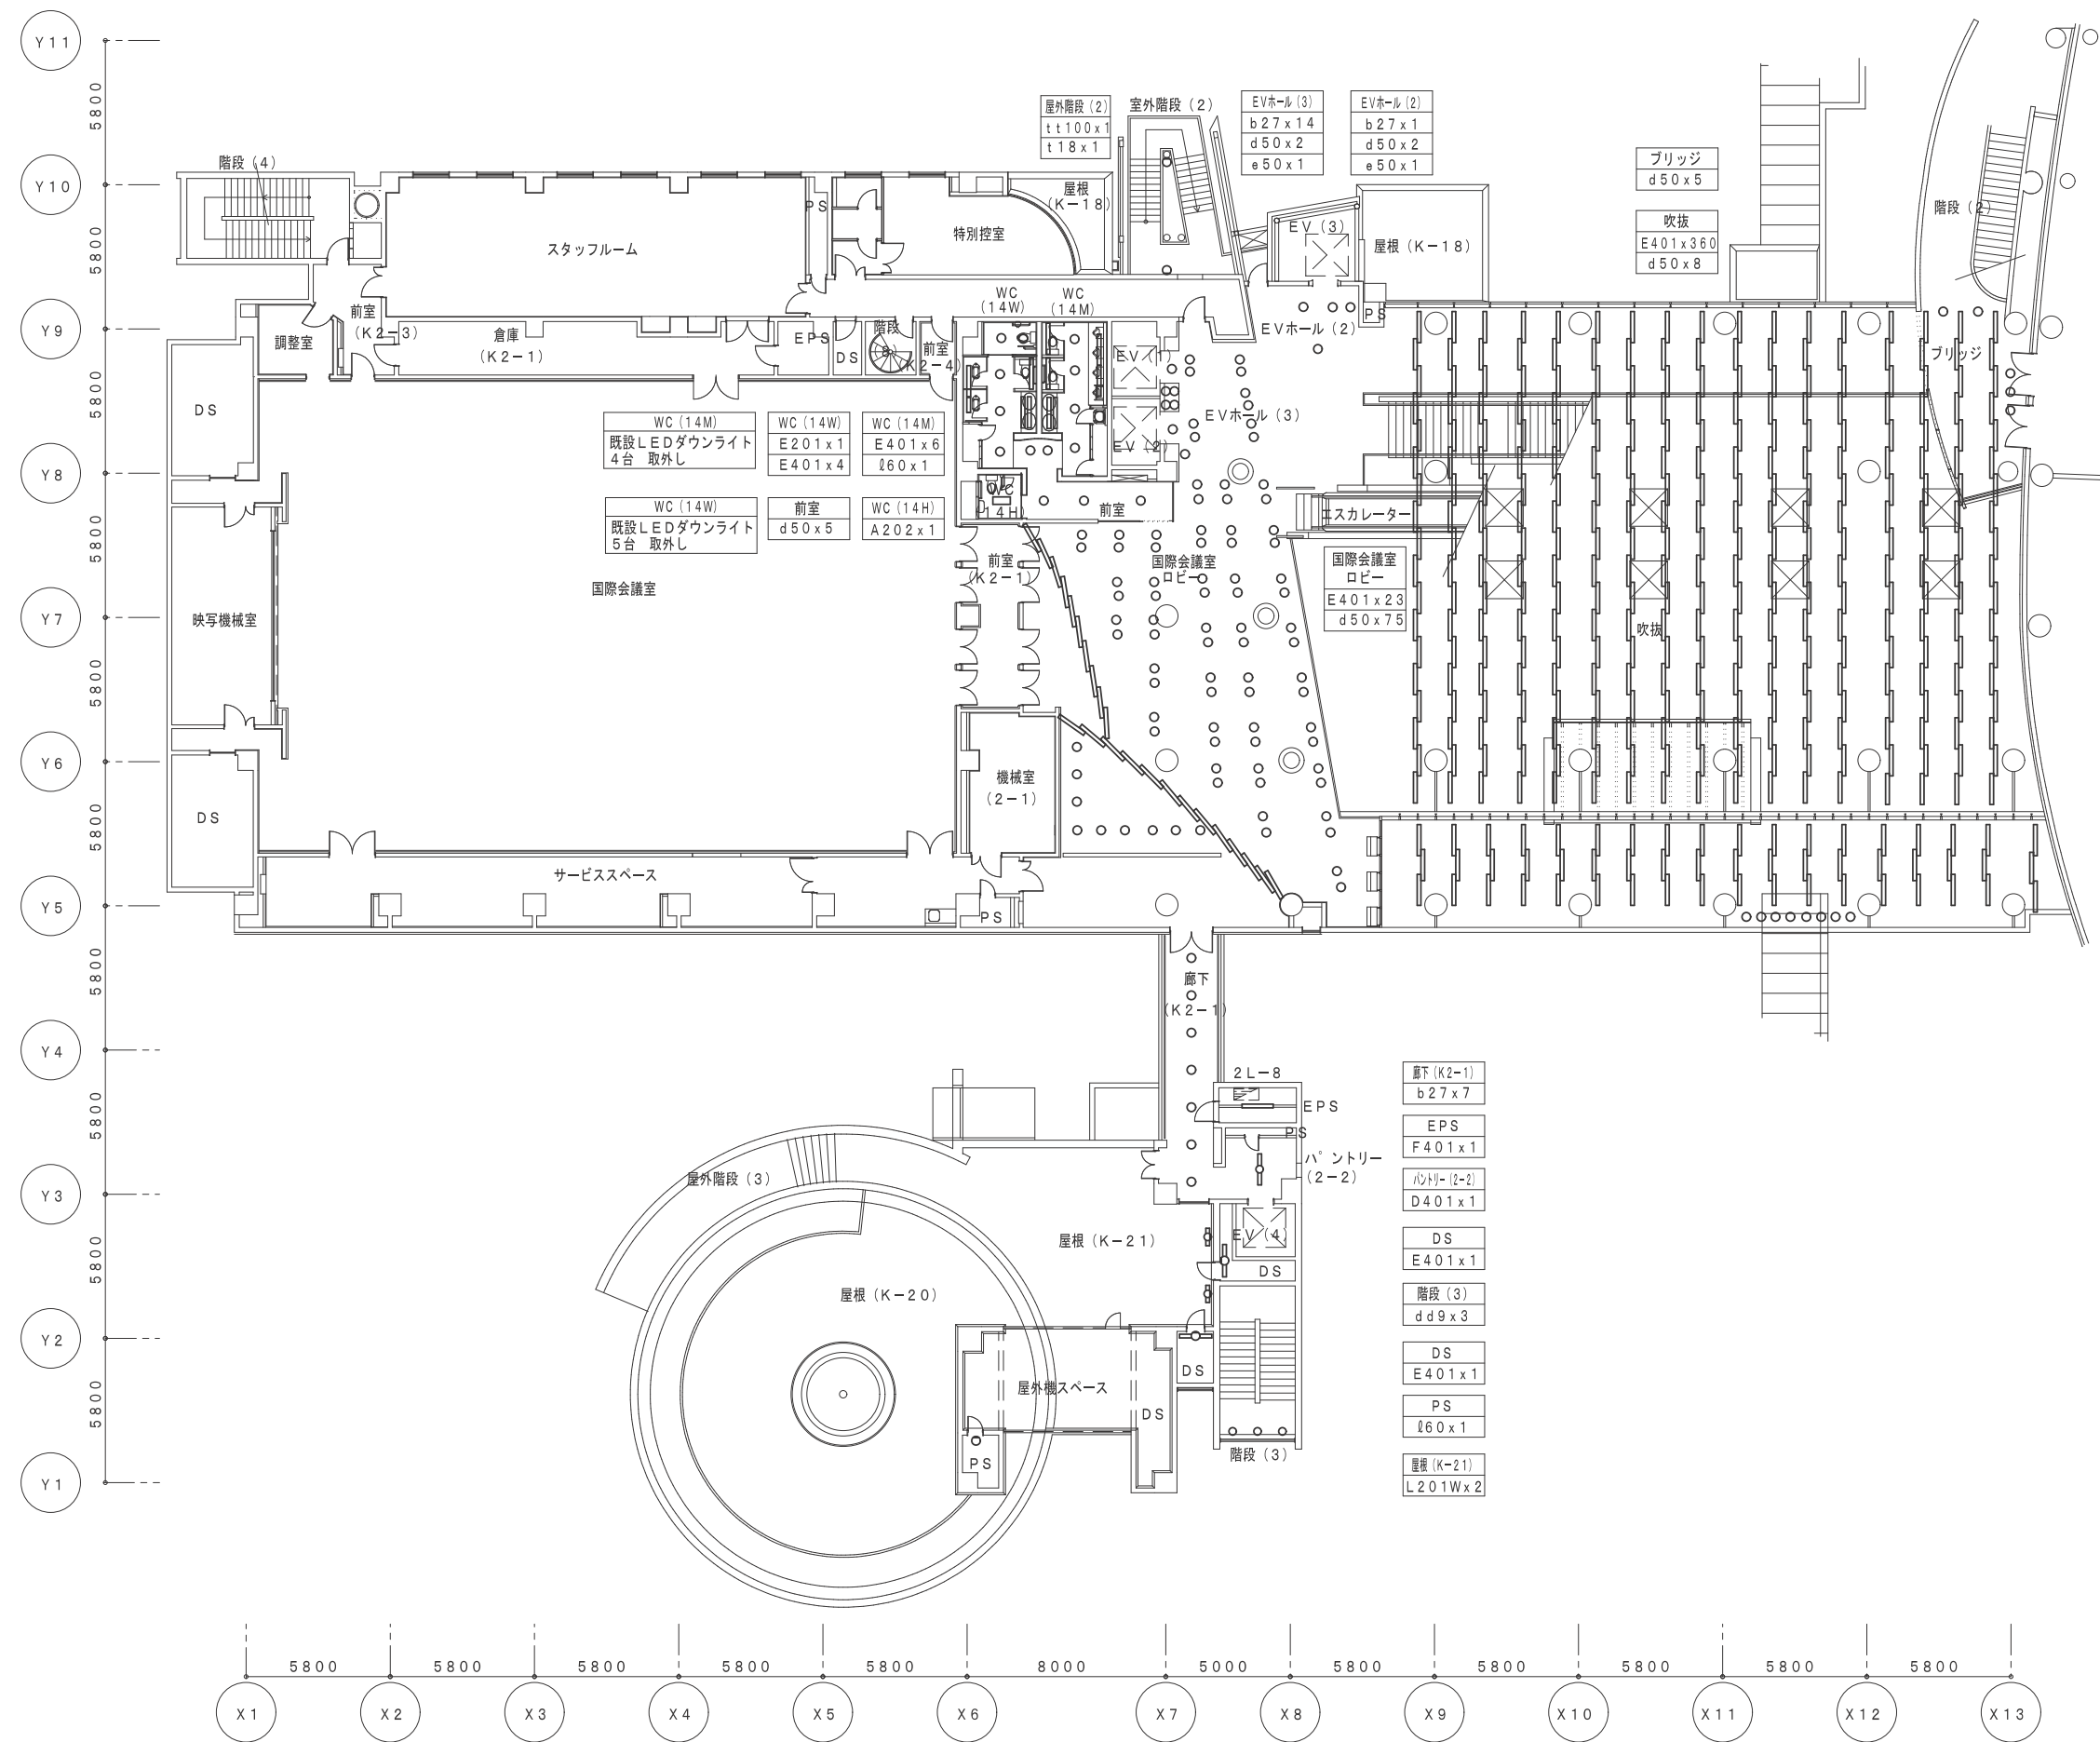 Y11
5800
屋外階段(2)
tt100x1
t18x1
室外階段(2)
EVホール(3)
b27x14
d50x2
e50x1
EVホール(2)
b27x1
d50x2
e50x1
ブリッジ
d50x5
吹抜
E401x360
d50x8
階段(4)
Y10
5800
スタッフルーム
PS
特別控室
屋根
(K-18)
EV(3)
屋根(K-18)
階段(2)
Y9
5800
調整室
前室
(K2-3)
倉庫
(K2-1)
EPS
DS
階段
前室
(K2-4)
WC
(14W)
WC
(14M)
EV(1)
EV(2)
EVホール(2)
EVホール(3)
PS
ブリッジ
DS
WC(14M)
既設LEDダウンライト
4台 取外し
WC(14W)
E201x1
E401x4
WC(14M)
E401x6
ℓ60x1
Y8
5800
WC(14W)
既設LEDダウンライト
5台 取外し
前室
d50x5
WC(14H)
A202x1
WC
(14H)
前室
エスカレーター
国際会議室
前室
(K2-1)
国際会議室
ロビー
国際会議室
ロビー
E401x23
d50x75
Y7
映写機械室
吹抜
5800
Y6
機械室
(2-1)
DS
5800
サービススペース
Y5
PS
5800
廊下
(K2-1)
Y4
2L-8
EPS
PS
パントリー
(2-2)
廊下(K2-1)
b27x7
EPS
F401x1
パントリー(2-2)
D401x1
5800
屋外階段(3)
Y3
屋根(K-21)
EV(4)
DS
DS
E401x1
5800
屋根(K-20)
階段(3)
dd9x3
Y2
DS
DS
E401x1
屋外機スペース
DS
PS
ℓ60x1
5800
PS
階段(3)
屋根(K-21)
L201Wx2
Y1
5800
5800
5800
5800
5800
8000
5000
5800
5800
5800
5800
5800
X1
X2
X3
X4
X5
X6
X7
X8
X9
X10
X11
X12
X13